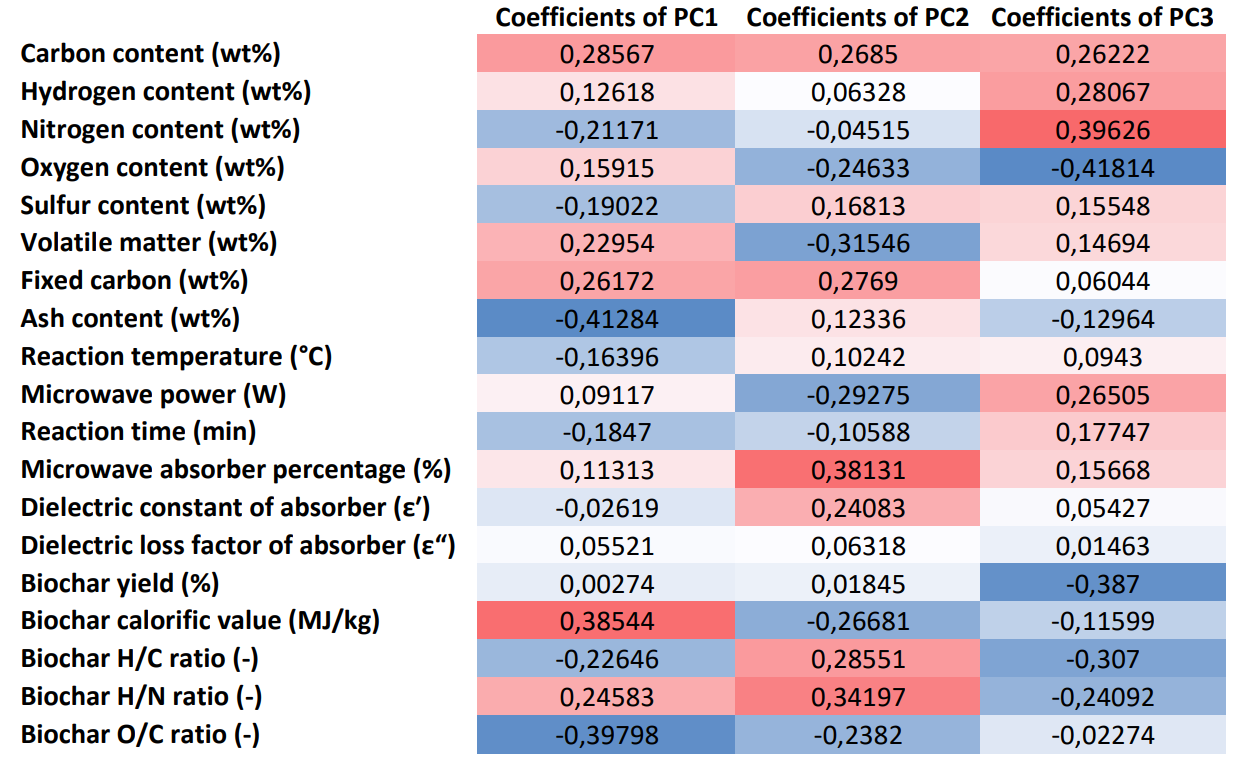 Coefficients of PC1 Coefficients of PC2 Coefficients of PC3
Carbon content (wt%) 0,28567 0,2685 0,26222
Hydrogen content (wt%) 0,12618 0,06328 0,28067
Nitrogen content (wt%) -0,21171 -0,04515 0,39626
Oxygen content (wt%) 0,15915 -0,24633 -0,41814
Sulfur content (wt%) -0,19022 0,16813 0,15548
Volatile matter (wt%) 0,22954 -0,31546 0,14694
Fixed carbon (wt%) 0,26172 0,2769 0,06044
Ash content (wt%) -0,41284 0,12336 -0,12964
Reaction temperature (°C) -0,16396 0,10242 0,0943
Microwave power (W) 0,09117 -0,29275 0,26505
Reaction time (min) -0,1847 -0,10588 0,17747
Microwave absorber percentage (%) 0,11313 0,38131 0,15668
Dielectric constant of absorber (ε′) -0,02619 0,24083 0,05427
Dielectric loss factor of absorber (ε“) 0,05521 0,06318 0,01463
Biochar yield (%) 0,00274 0,01845 -0,387
Biochar calorific value (MJ/kg) 0,38544 -0,26681 -0,11599
Biochar H/C ratio (-) -0,22646 0,28551 -0,307
Biochar H/N ratio (-) 0,24583 0,34197 -0,24092
Biochar O/C ratio (-) -0,39798 -0,2382 -0,02274